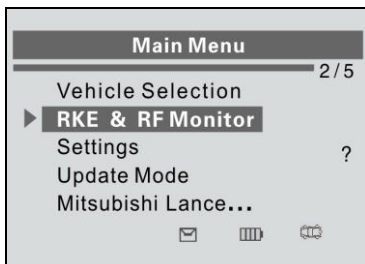 Main Menu
2/5
Vehicle Selection
RKE & RF Monitor
Settings
?
Update Mode
Mitsubishi Lance...